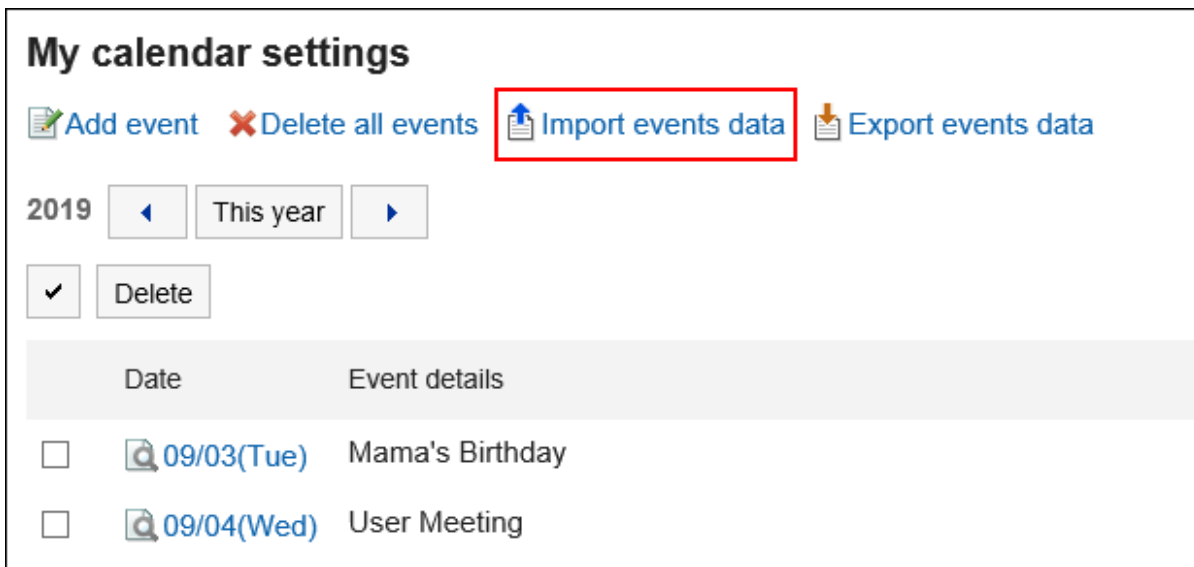 My calendar settings
Add event Delete all events Import events data Export events data
2019 This year
Delete
Date Event details
09/03(Tue) Mama's Birthday
09/04(Wed) User Meeting